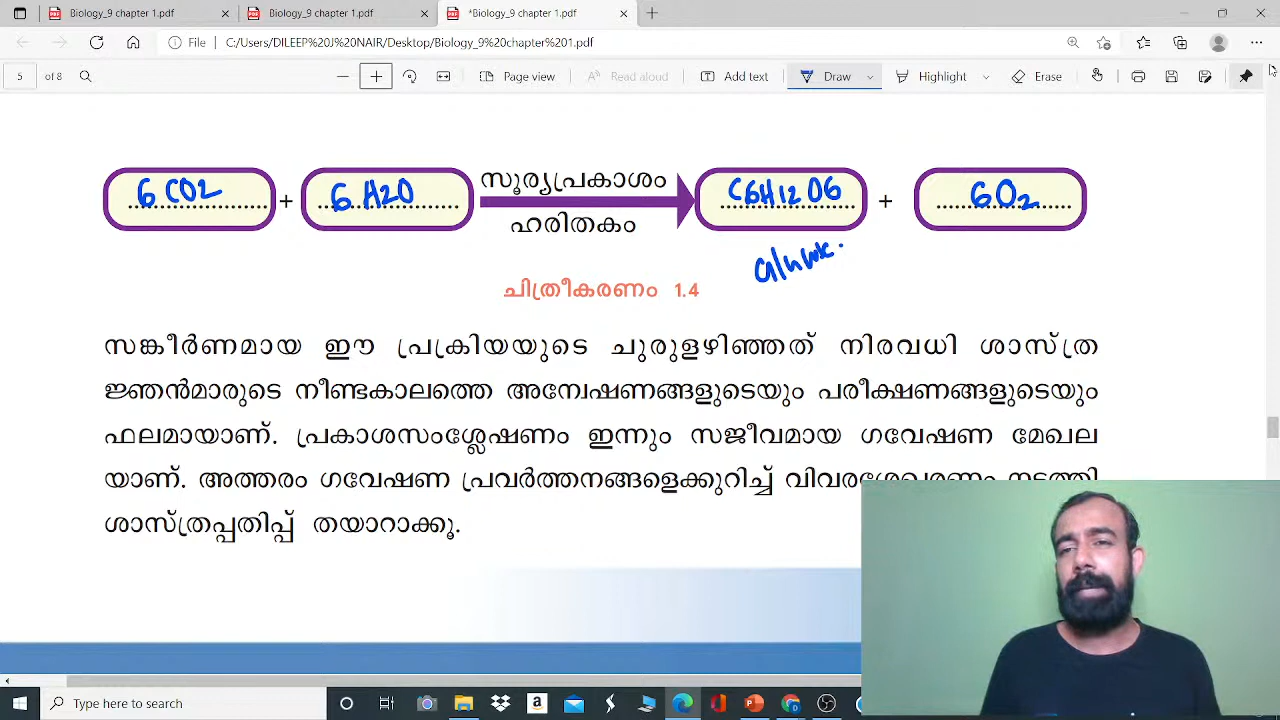 Biology_9 chapter 1.pdf
Biology_9 chapter 1.pdf
*Biology_9 chapter 1.pdf
File
C:/Users/DILEEP%20J%20NAIR/Desktop/Biology_9%20chapter%201.pdf
5 of 8
Page view
Read aloud
Add text
Draw
Highlight
Erase
6 CO2 + 6 H2O സൂര്യപ്രകാശം C6H12O6 + 6O2
ഹരിതകം
ചിത്രീകരണം 1.4
സങ്കീർണമായ ഈ പ്രക്രിയയുടെ ചുരുളഴിഞ്ഞത് നിരവധി ശാസ്ത്ര
ജ്ഞൻമാരുടെ നീണ്ടകാലത്തെ അന്വേഷണങ്ങളുടെയും പരീക്ഷണങ്ങളുടെയും
ഫലമായാണ്. പ്രകാശസംശ്ലേഷണം ഇന്നും സജീവമായ ഗവേഷണ മേഖല
യാണ്. അത്തരം ഗവേഷണ പ്രവർത്തനങ്ങളെക്കുറിച്ച് വിവരശേഖരണം നടത്തി
ശാസ്ത്രപ്പതിപ്പ് തയാറാക്കൂ.
Type here to search